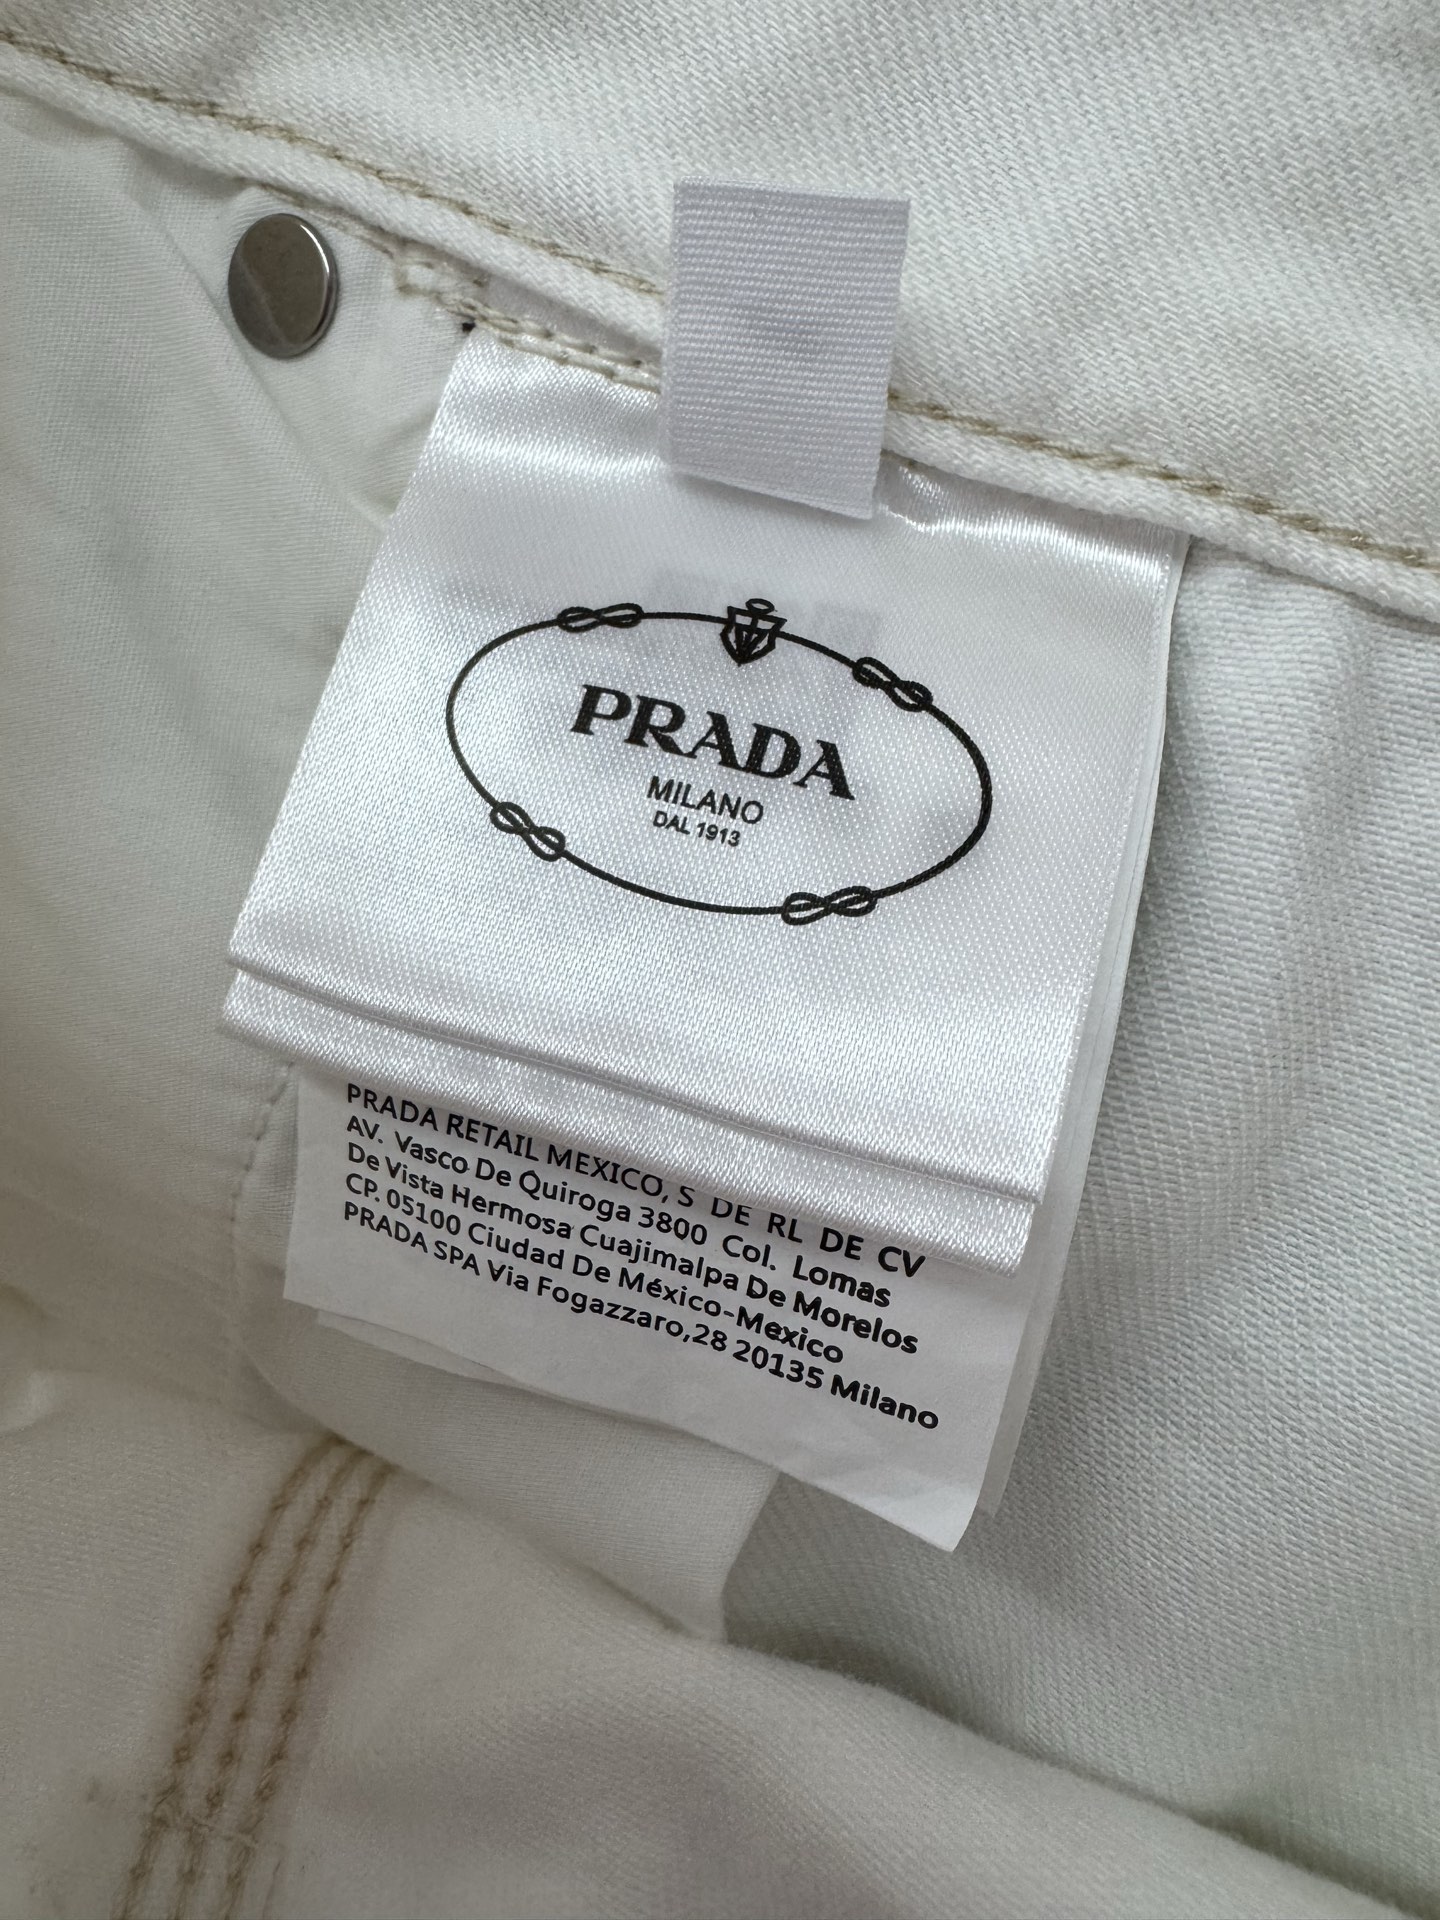 PRADA
MILANO
DAL 1913
PRADA RETAIL MEXICO, S DE RL DE CV
AV. Vasco De Quiroga 3800 Col. Lomas
De Vista Hermosa Cuajimalpa De Morelos
CP. 05100 Ciudad De México-Mexico
PRADA SPA Via Fogazzaro,28 20135 Milano